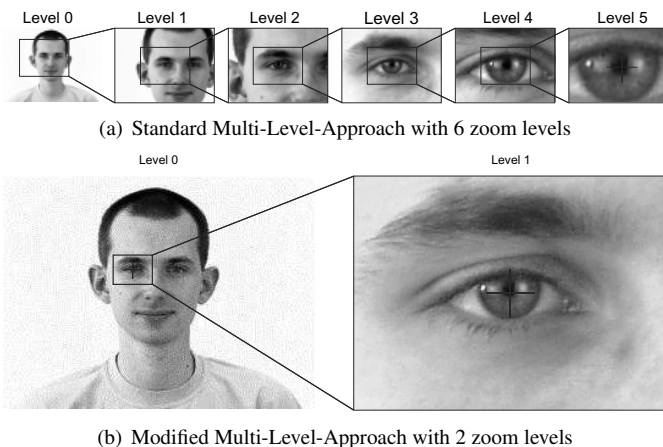 Level 0 Level 1 Level 2 Level 3 Level 4 Level 5
(a) Standard Multi-Level-Approach with 6 zoom levels
Level 0 Level 1
(b) Modified Multi-Level-Approach with 2 zoom levels